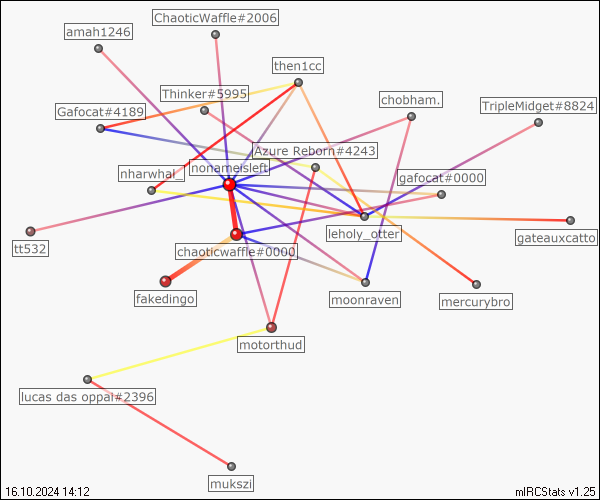 ChaoticWaffle#2006
amah1246
then1cc
Thinker#5995
chobham.
TripleMidget#8824
Gafocat#4189
Azure Reborn#4243
nharwhal_
nonameisleft
gafocat#0000
leholy_otter
gateauxcatto
tt532
chaoticwaffle#0000
fakedingo
moonraven
mercurybro
motorthud
lucas das oppai#2396
mukszi
16.10.2024 14:12
mIRCStats v1.25